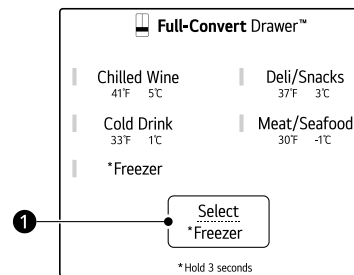 Full-Convert Drawer™
Chilled Wine Deli/Snacks
41°F 5°C 37°F 3°C
Cold Drink Meat/Seafood
33°F 1°C 30°F -1°C
*Freezer
1 Select
*Freezer
*Hold 3 seconds